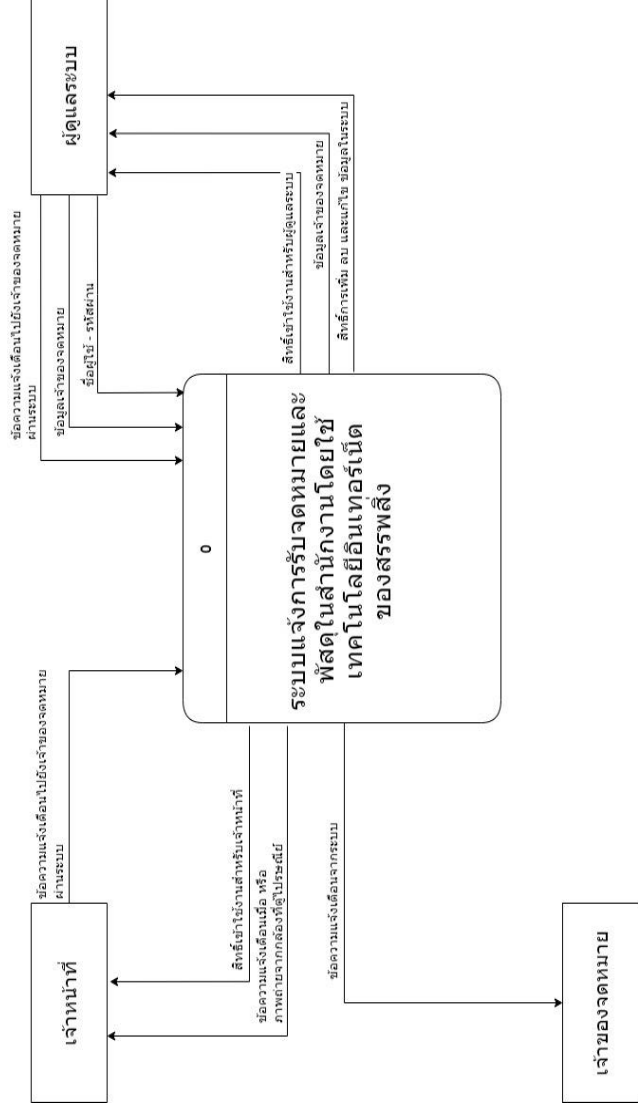 เจ้าหน้าที่
ข้อความแจ้งเตือนไปยังเจ้าของจดหมาย
ผ่านระบบ
ข้อความแจ้งเตือนไปยังเจ้าของจดหมาย
ผ่านระบบ
ข้อมูลเจ้าของจดหมาย
ชื่อผู้ใช้ - รหัสผ่าน
ผู้ดูแลระบบ
สิทธิ์เข้าใช้งานสำหรับเจ้าหน้าที่
ข้อความแจ้งเตือนเมื่อ หรือ
ภาพถ่ายจากกล้องที่ตู้ไปรษณีย์
0
ระบบแจ้งการรับจดหมายและ
พัสดุในสำนักงานโดยใช้
เทคโนโลยีอินเทอร์เน็ต
ของสรรพสิ่ง
สิทธิ์เข้าใช้งานสำหรับผู้ดูแลระบบ
ข้อมูลเจ้าของจดหมาย
สิทธิ์การเพิ่ม ลบ และแก้ไข ข้อมูลในระบบ
ข้อความแจ้งเตือนจากระบบ
เจ้าของจดหมาย